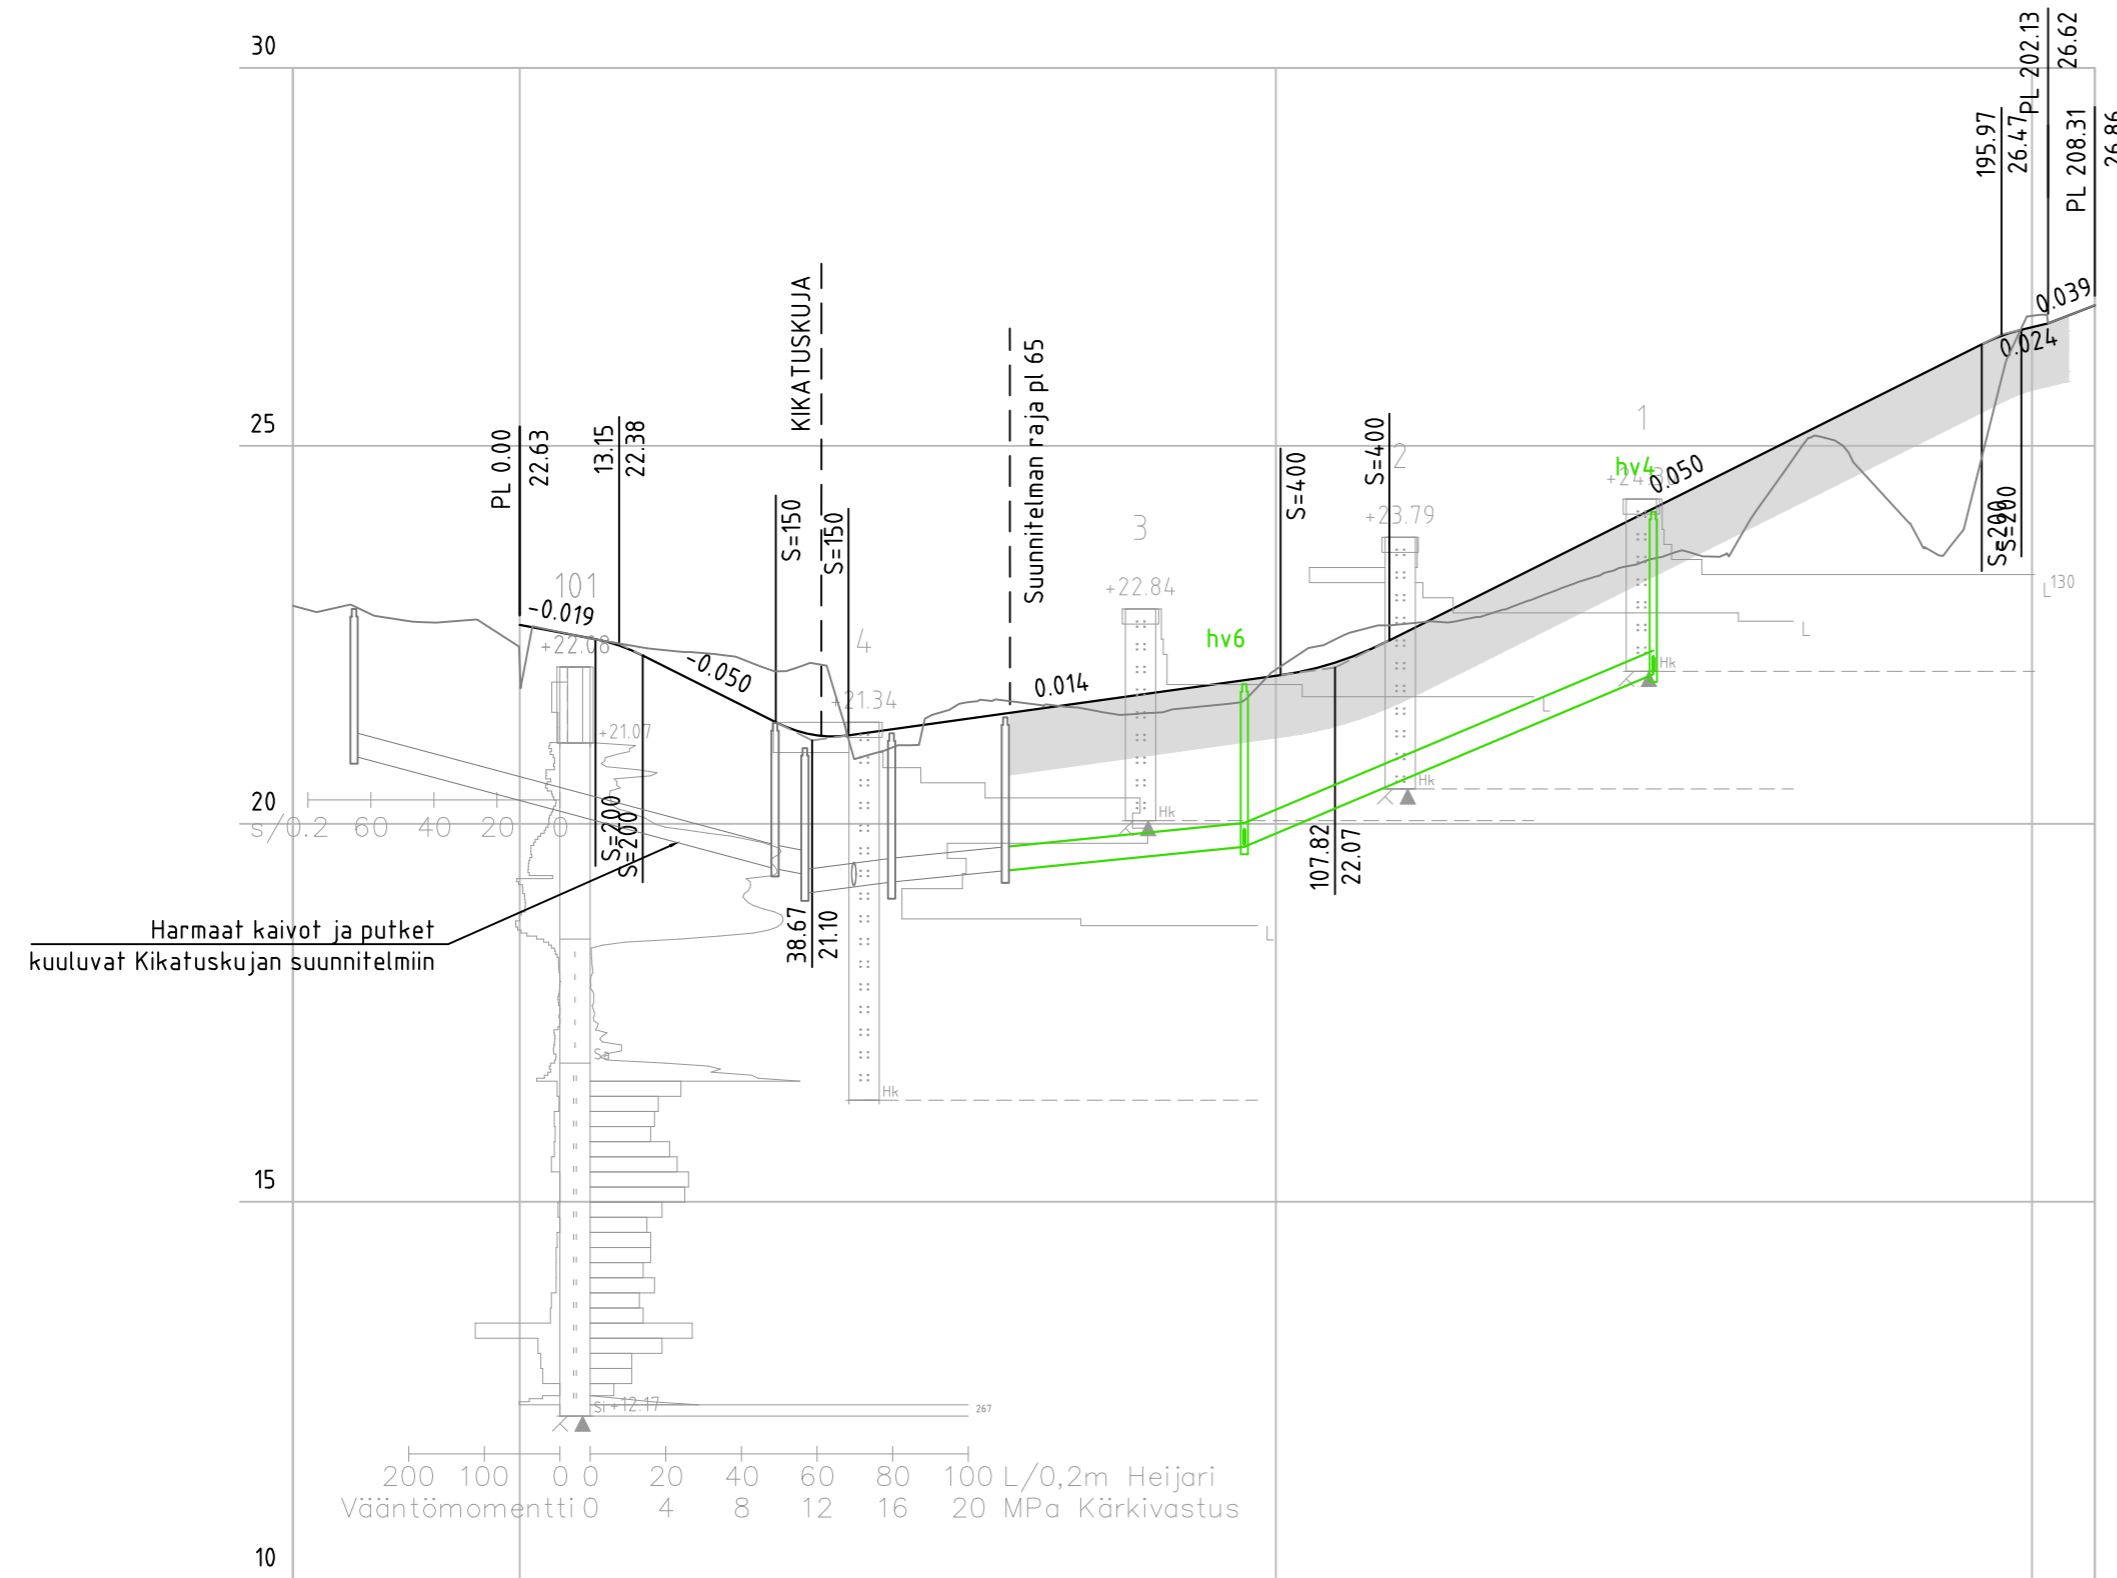 30
25
20
15
10
PL 0.00
22.63
13.15
22.38
-0.019
101
+22.08
+21.07
-0.050
S=200
S=200
KIKATUSKUJA
S=150
S=150
4
21.34
38.67
21.10
Suunnitelman raja pl 65
0.014
3
+22.84
hv6
S=400
S=400
107.82
22.07
2
+23.79
1
hv4
0.050
195.97
26.47
PL 202.13
26.62
PL 208.31
26.86
0.039
0.024
S=200
S=200
L 130
L
L
L
Hk
Hk
Hk
Hk
s/0.2 60 40 20 0
Harmaat kaivot ja putket
kuuluvat Kikatuskujan suunnitelmiin
Sa
Si +12.17
267
200 100 0 0 20 40 60 80 100 L/0,2m Heijari
Vääntömomentti 0 4 8 12 16 20 MPa Kärkivastus